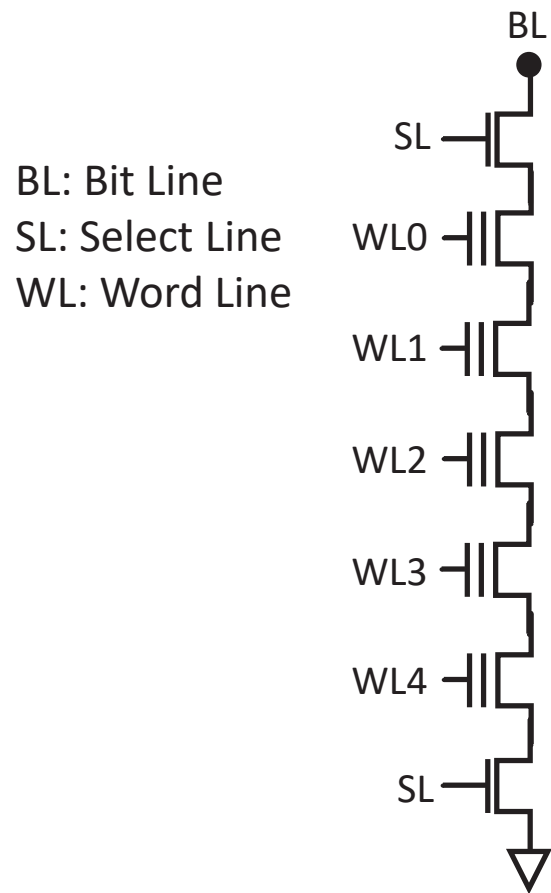 BL
SL
BL: Bit Line
SL: Select Line
WL0
WL: Word Line
WL1
WL2
WL3
WL4
SL